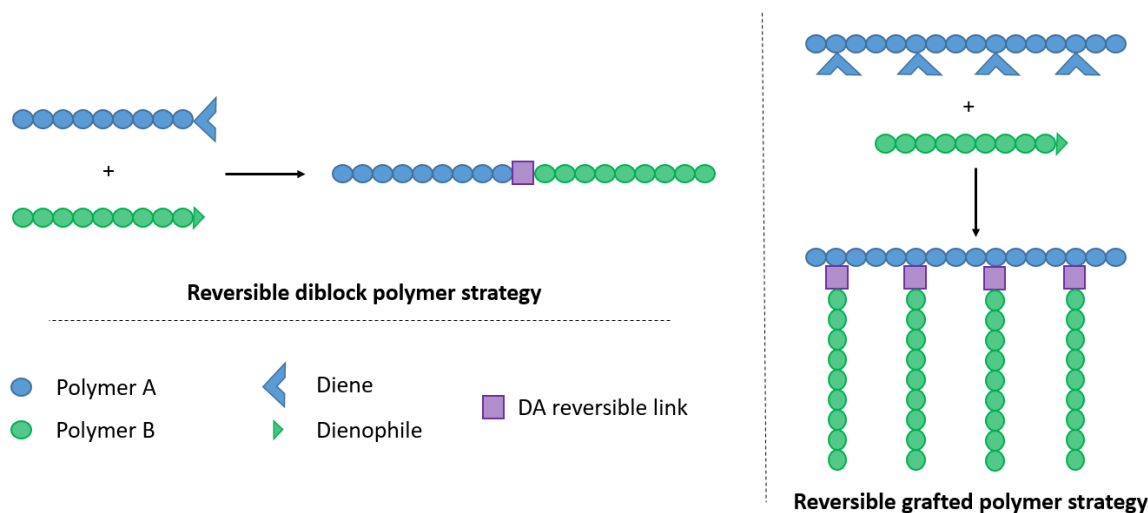 +
Reversible diblock polymer strategy
Polymer A
Polymer B
Diene
Dienophile
DA reversible link
+
Reversible grafted polymer strategy